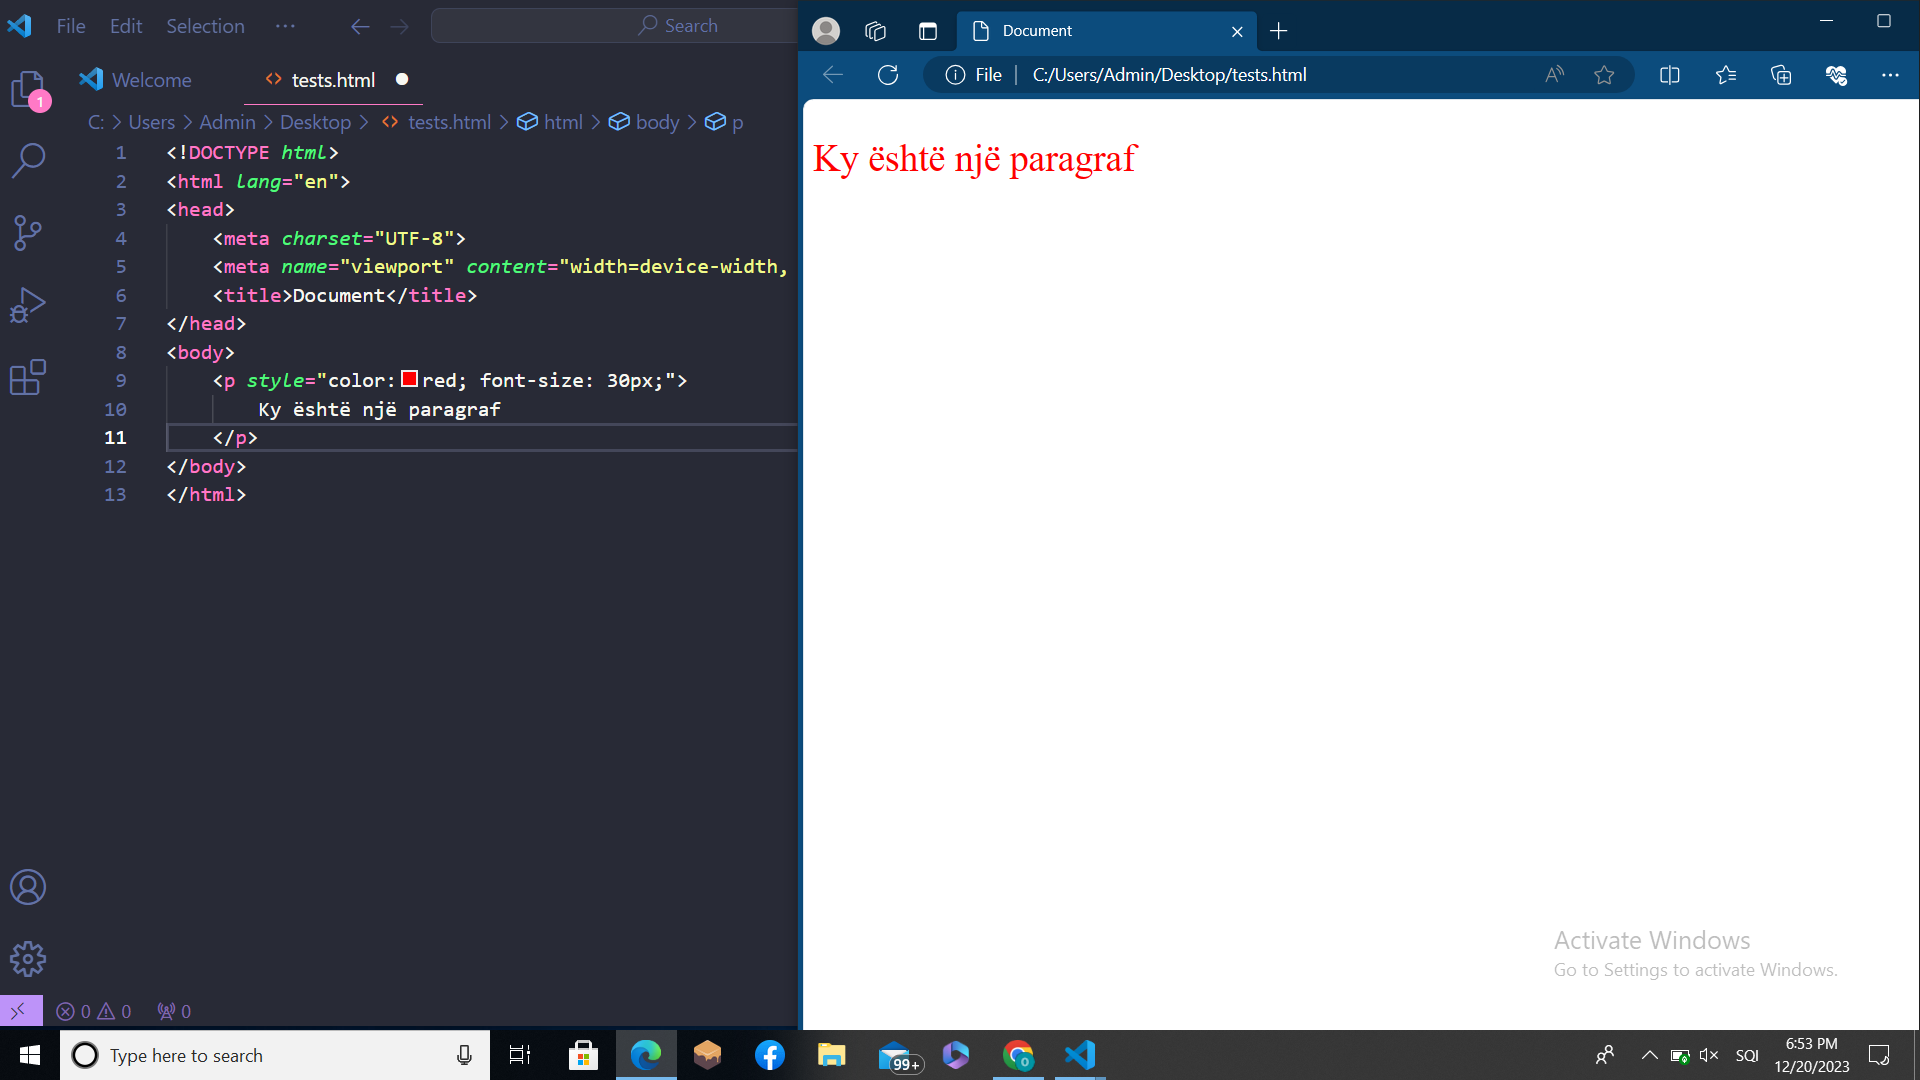 File Edit Selection ··· Search
Welcome tests.html
C: > Users > Admin > Desktop > tests.html > html > body > p
1 <!DOCTYPE html>
2 <html lang="en">
3 <head>
4 <meta charset="UTF-8">
5 <meta name="viewport" content="width=device-width,
6 <title>Document</title>
7 </head>
8 <body>
9 <p style="color:red; font-size: 30px;">
10 Ky është një paragraf
11 </p>
12 </body>
13 </html>
1
0 0 0
Document
File | C:/Users/Admin/Desktop/tests.html
Ky është një paragraf
Activate Windows
Go to Settings to activate Windows.
Type here to search
99+
SQI
6:53 PM
12/20/2023